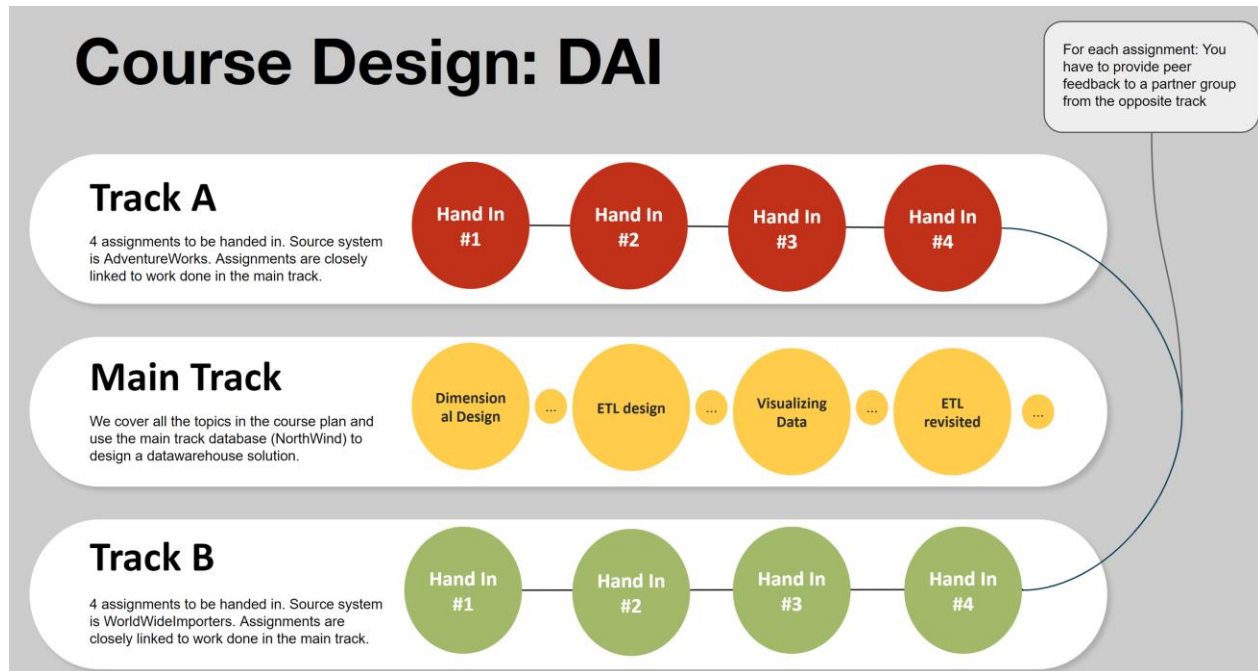 Course Design: DAI
For each assignment: You
have to provide peer
feedback to a partner group
from the opposite track
Track A
4 assignments to be handed in. Source system
is AdventureWorks. Assignments are closely
linked to work done in the main track.
Hand In
#1
Hand In
#2
Hand In
#3
Hand In
#4
Main Track
We cover all the topics in the course plan and
use the main track database (NorthWind) to
design a datawarehouse solution.
Dimension
al Design
...
ETL design
...
Visualizing
Data
...
ETL
revisited
...
Track B
4 assignments to be handed in. Source system
is WorldWideImporters. Assignments are
closely linked to work done in the main track.
Hand In
#1
Hand In
#2
Hand In
#3
Hand In
#4